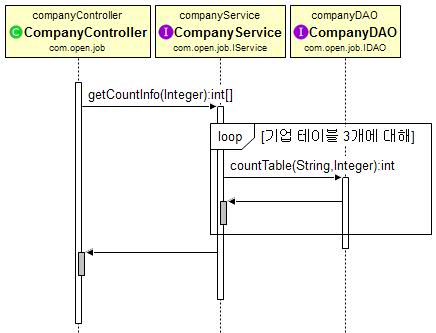 companyController
C CompanyController
com.open.job
companyService
I CompanyService
com.open.job.IService
companyDAO
I CompanyDAO
com.open.job.IDAO
getCountInfo(Integer):int[]
loop [기업 테이블 3개에 대해]
countTable(String,Integer):int